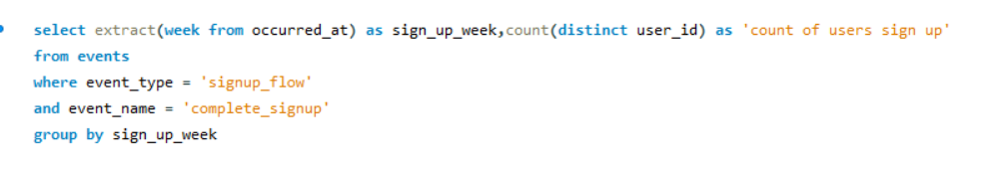 select extract(week from occurred_at) as sign_up_week,count(distinct user_id) as 'count of users sign up'
from events
where event_type = 'signup_flow'
and event_name = 'complete_signup'
group by sign_up_week